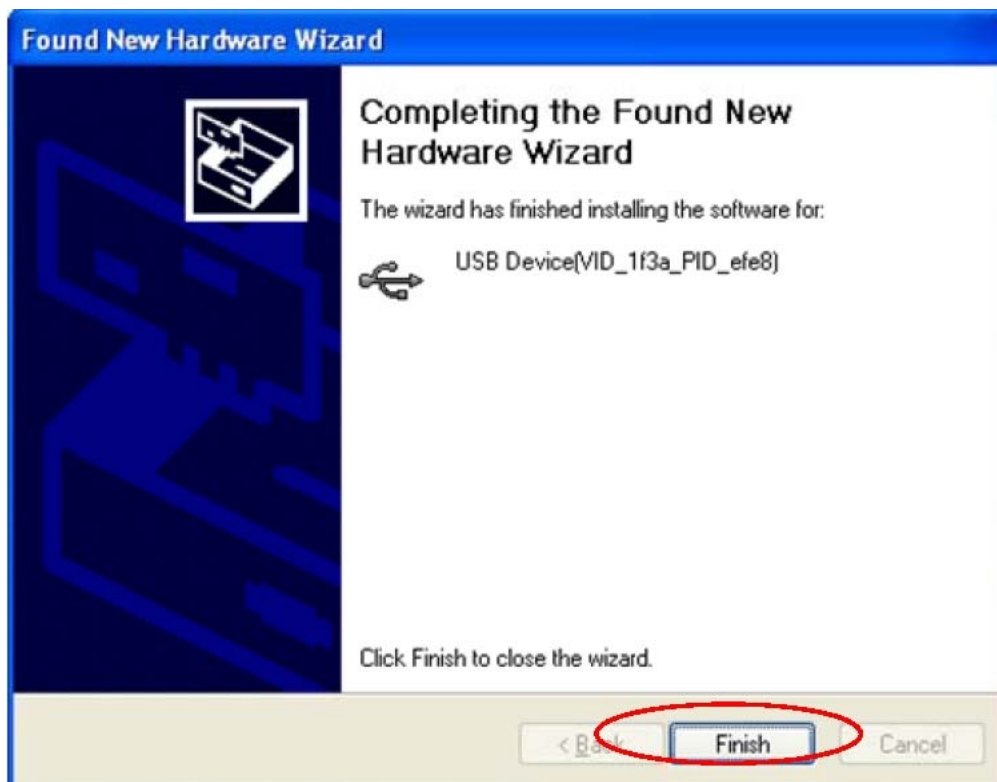 Found New Hardware Wizard
Completing the Found New
Hardware Wizard
The wizard has finished installing the software for:
USB Device(VID_1f3a_PID_efe8)
Click Finish to close the wizard.
< Back Finish Cancel